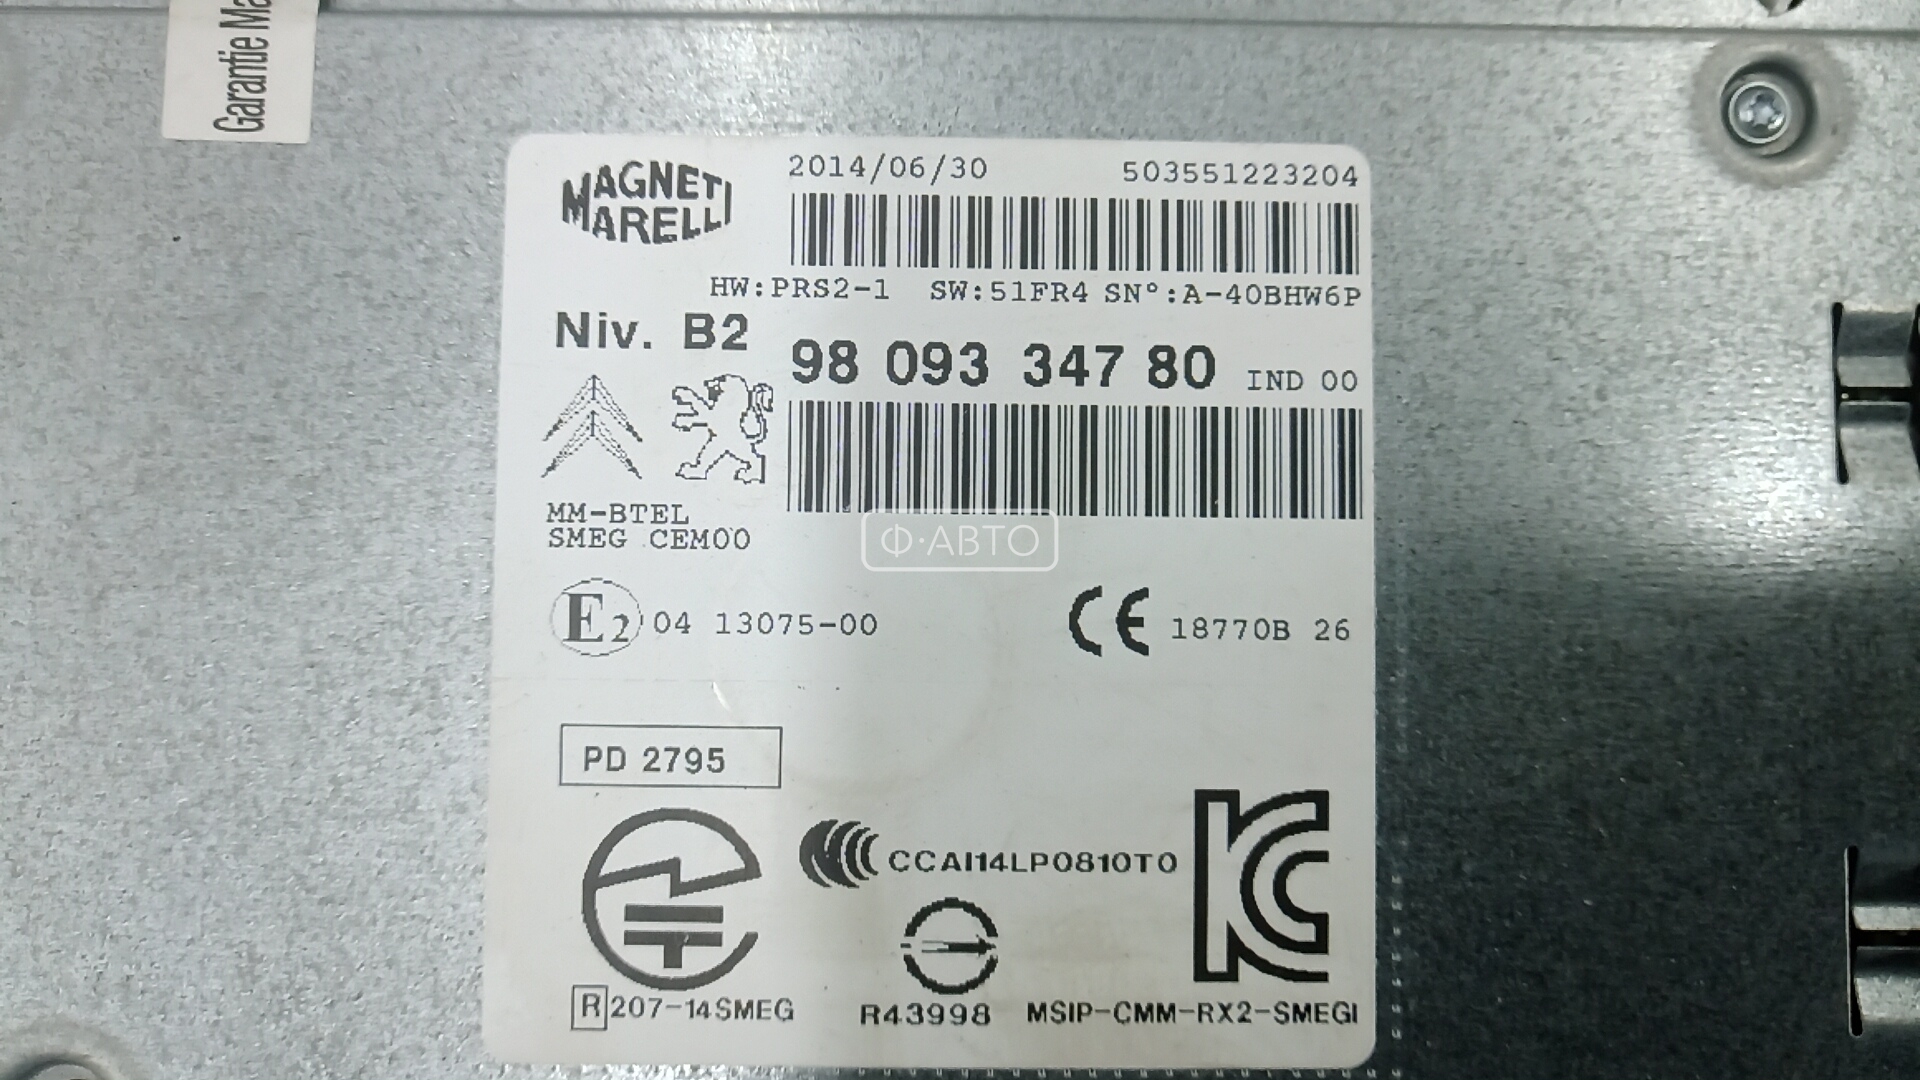 Garantie Ma
MAGNETI
MARELLI
2014/06/30 503551223204
HW:PRS2-1 SW:51FR4 SN°:A-40BHW6P
Niv. B2
98 093 347 80 IND 00
MM-BTEL
SMEG CEM00
Ф·АВТО
E2 04 13075-00
CE 18770B 26
PD 2795
CCAI14LP0810T0
KC
R 207-14SMEG
R43998
MSIP-CMM-RX2-SMEGI